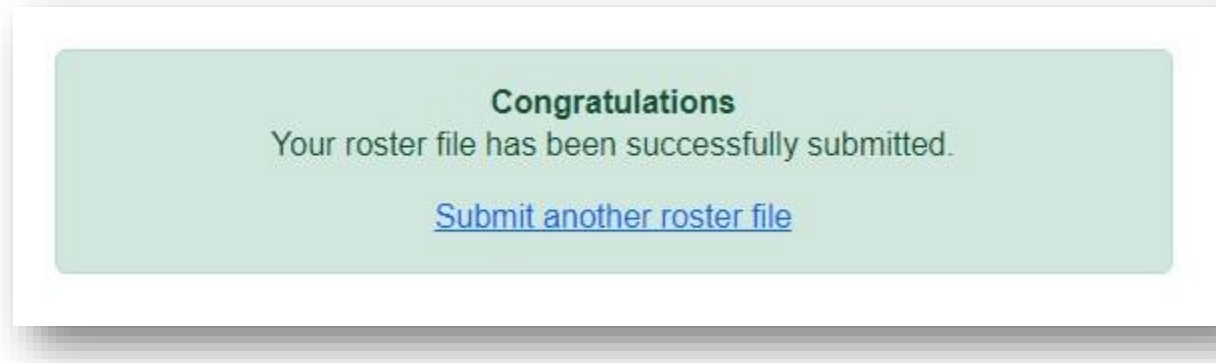 Congratulations
Your roster file has been successfully submitted.
Submit another roster file